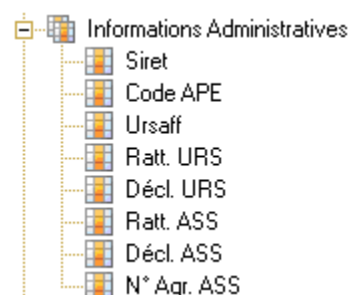 Informations Administratives
Siret
Code APE
Ursaff
Ratt. URS
Décl. URS
Ratt. ASS
Décl. ASS
N° Agr. ASS